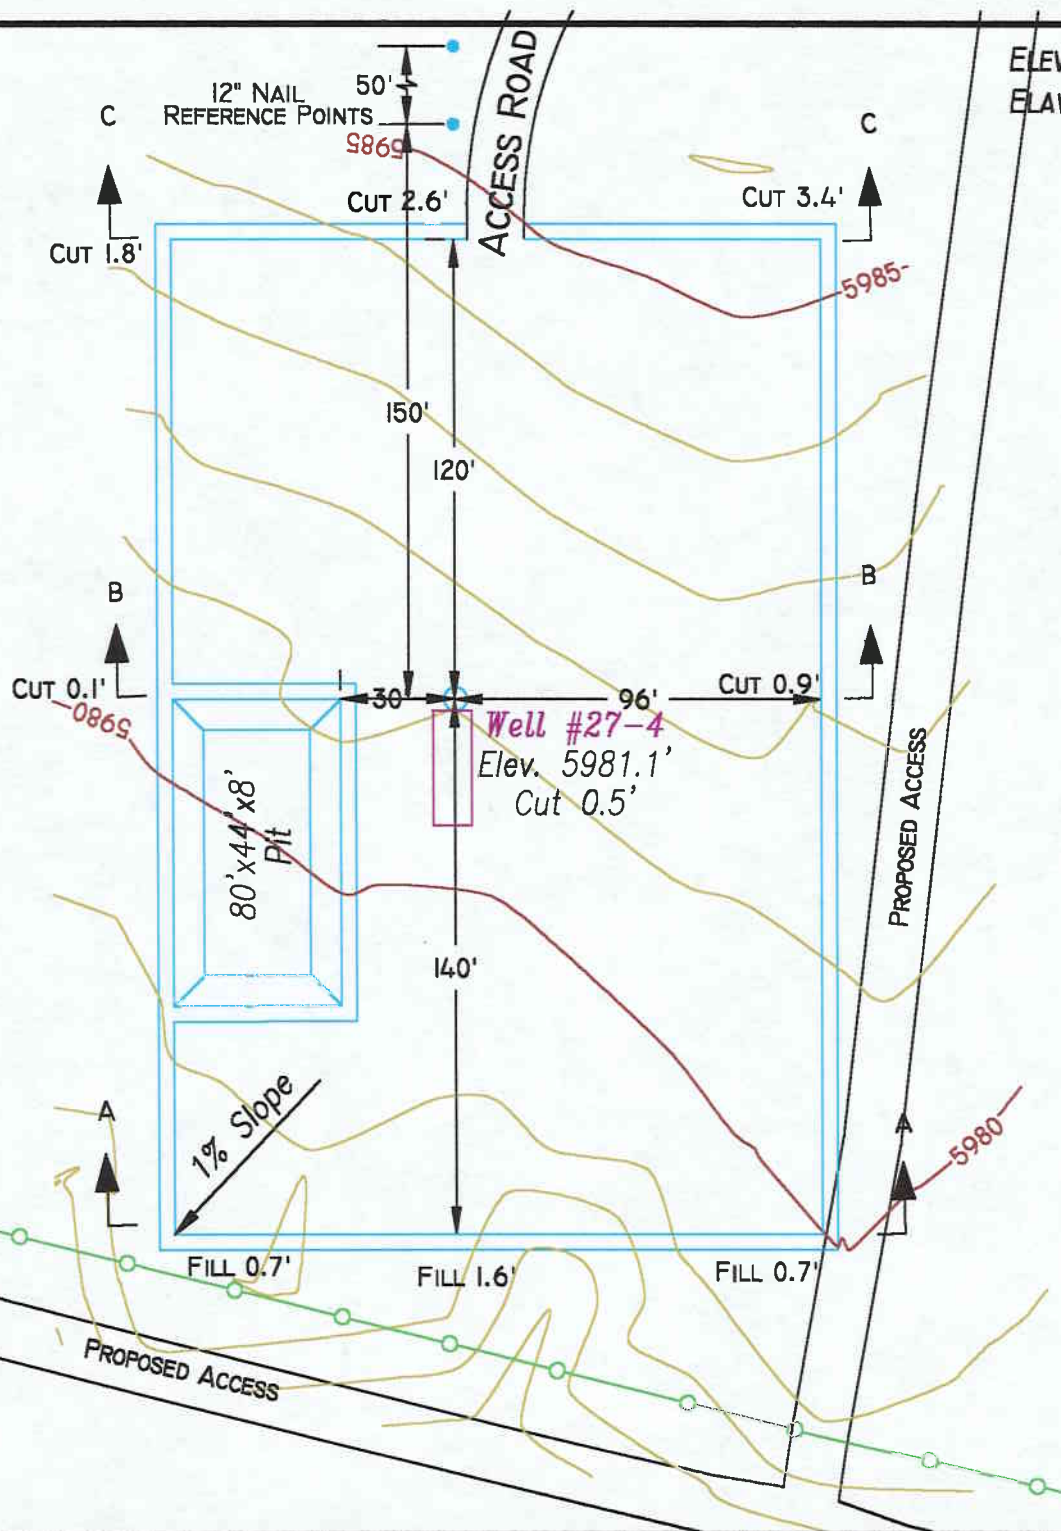 ELEV
ELAV
50'
12" NAIL
REFERENCE POINTS
C
C
5985
ACCESS ROAD
CUT 2.6'
CUT 3.4'
CUT 1.8'
-5985-
150'
120'
B
B
CUT 0.1'
-5980-
30'
96'
CUT 0.9'
Well #27-4
Elev. 5981.1'
Cut 0.5'
80'x44'x8'
Pit
PROPOSED ACCESS
140'
1% Slope
A
A
-5980-
FILL 0.7'
FILL 1.6'
FILL 0.7'
PROPOSED ACCESS